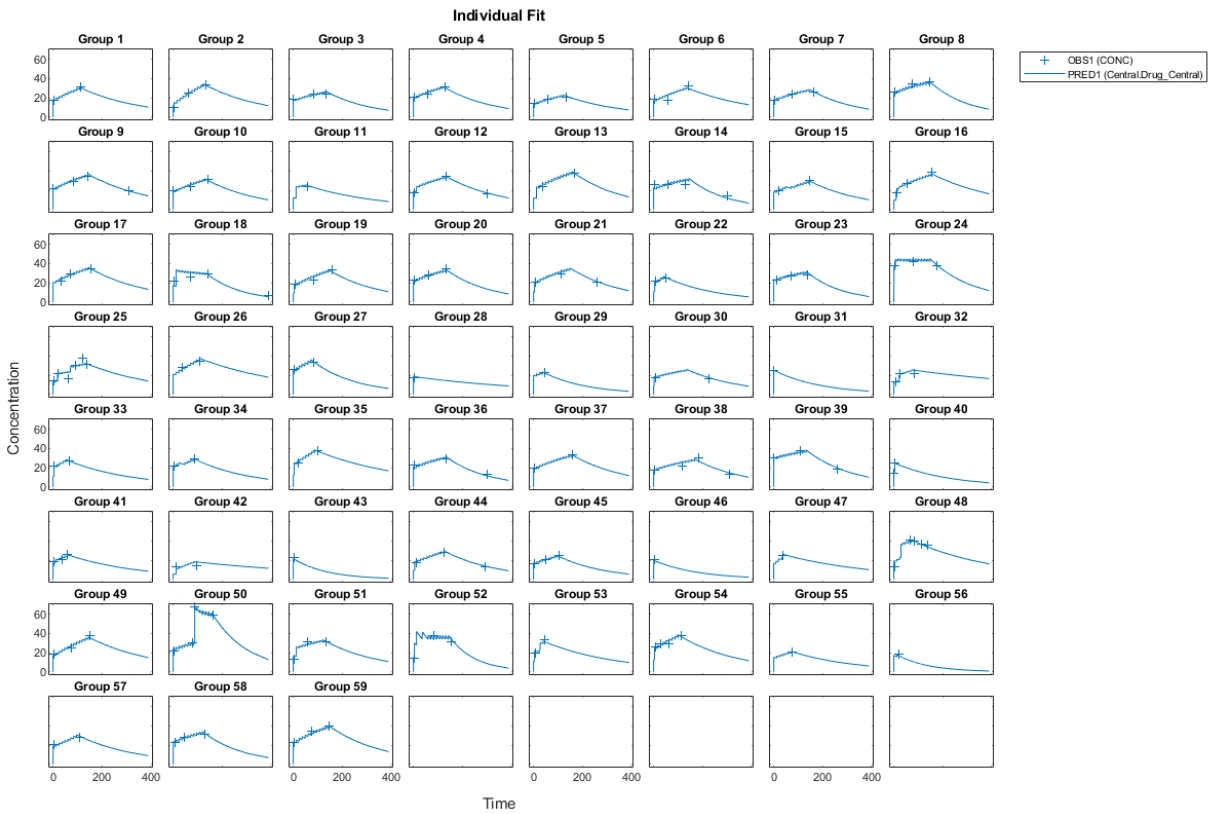 Individual Fit
Group 1 Group 2 Group 3 Group 4 Group 5 Group 6 Group 7 Group 8
OBS1 (CONC)
PRED1 (Central.Drug_Central)
60
40
20
0
Group 9 Group 10 Group 11 Group 12 Group 13 Group 14 Group 15 Group 16
Group 17 Group 18 Group 19 Group 20 Group 21 Group 22 Group 23 Group 24
60
40
20
0
Group 25 Group 26 Group 27 Group 28 Group 29 Group 30 Group 31 Group 32
Concentration
Group 33 Group 34 Group 35 Group 36 Group 37 Group 38 Group 39 Group 40
60
40
20
0
Group 41 Group 42 Group 43 Group 44 Group 45 Group 46 Group 47 Group 48
Group 49 Group 50 Group 51 Group 52 Group 53 Group 54 Group 55 Group 56
60
40
20
0
Group 57 Group 58 Group 59
0 200 400 0 200 400 0 200 400 0 200 400
Time